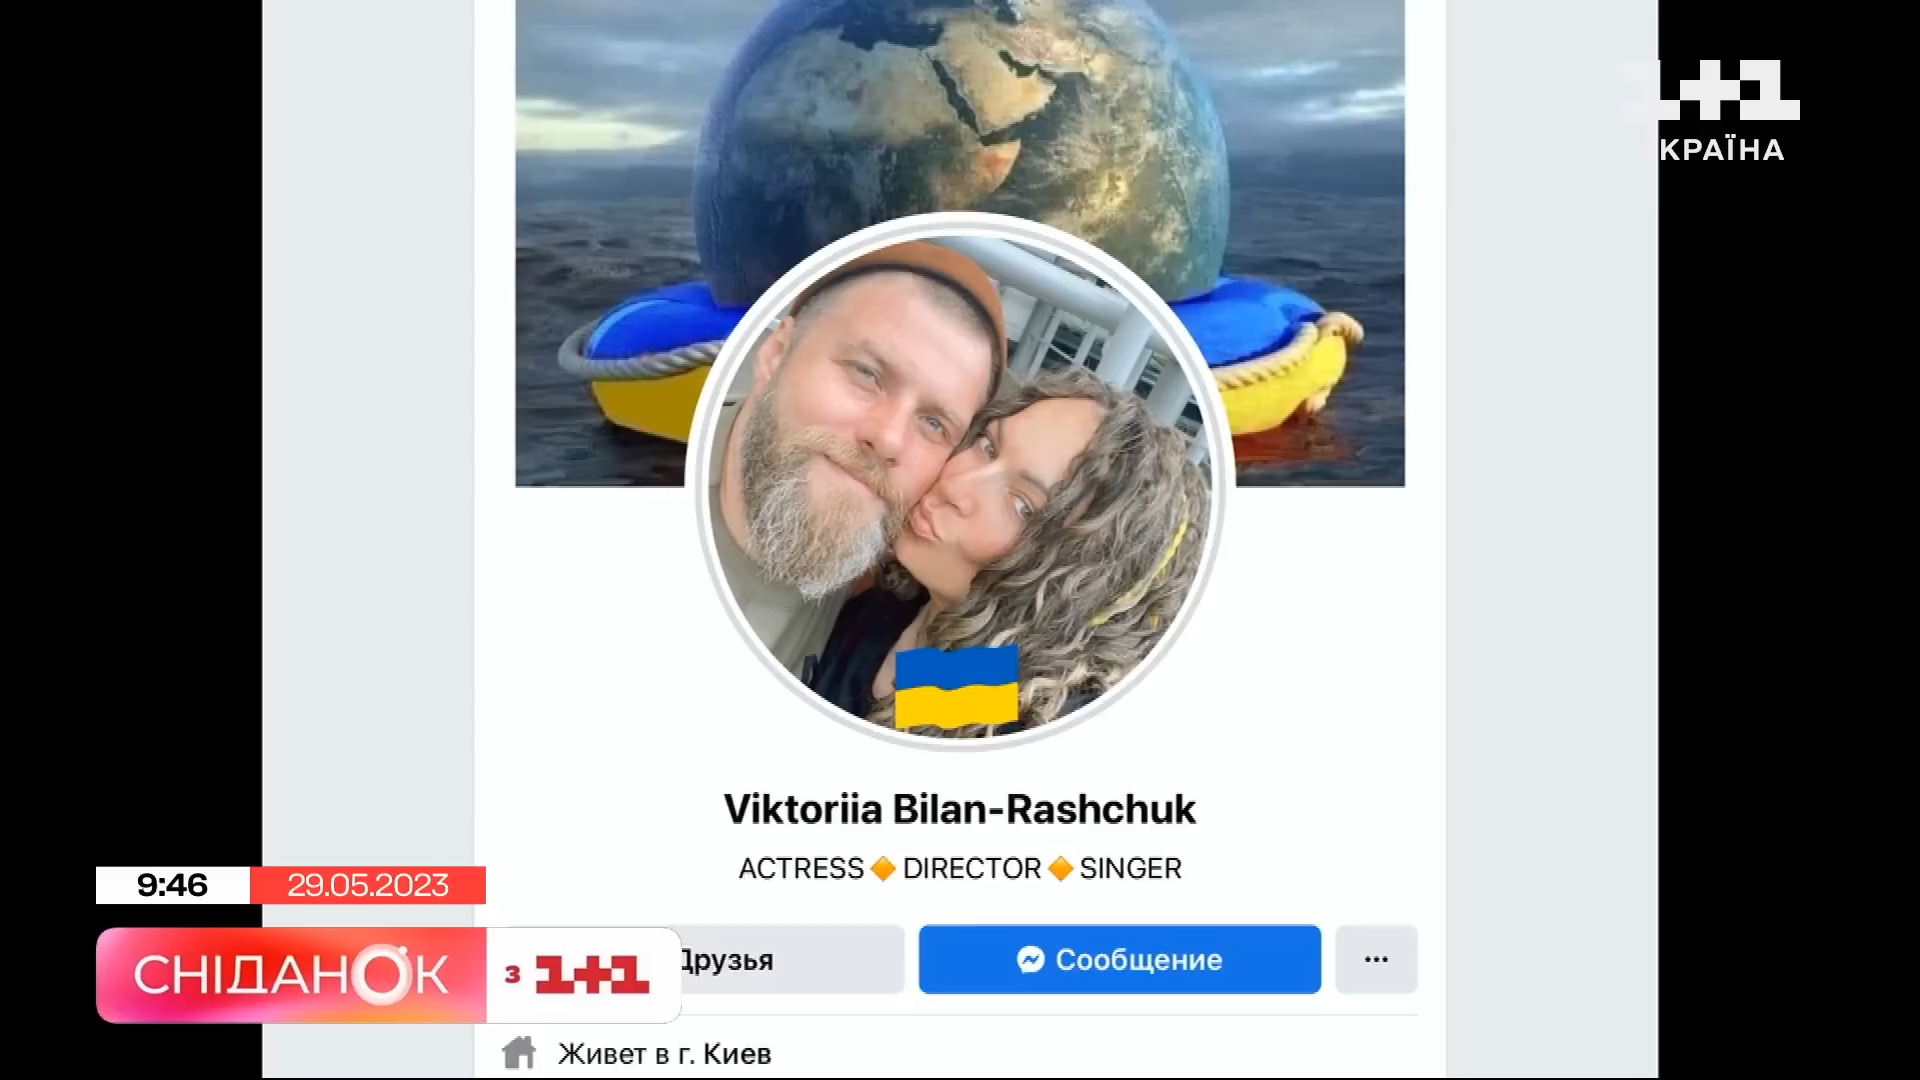 1+1
УКРАЇНА
Viktoriia Bilan-Rashchuk
ACTRESS🔸DIRECTOR🔸SINGER
9:46 29.05.2023
СНІДАНОК з 1+1
Друзья
Сообщение
...
Живет в г. Киев